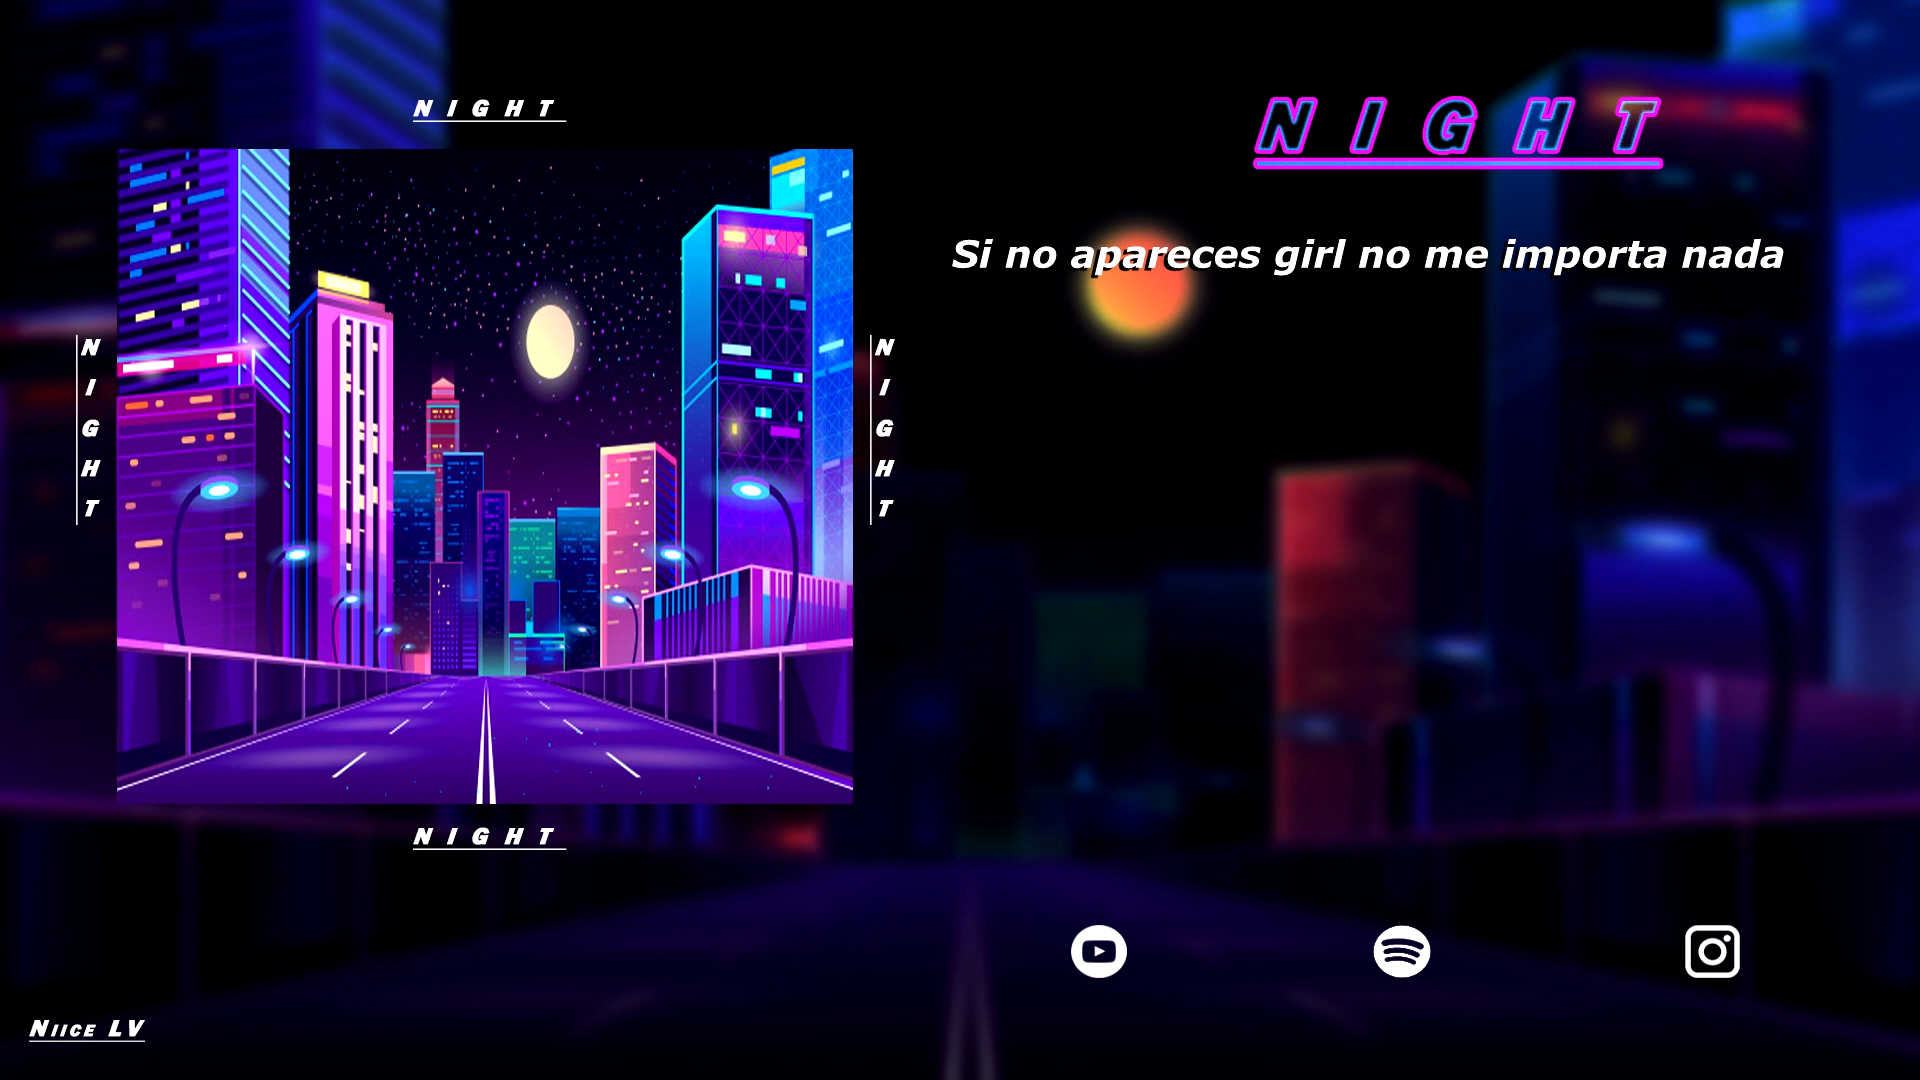 N I G H T
N I G H T
Si no apareces girl no me importa nada
N
I
G
H
T
N
I
G
H
T
N I G H T
Niice LV